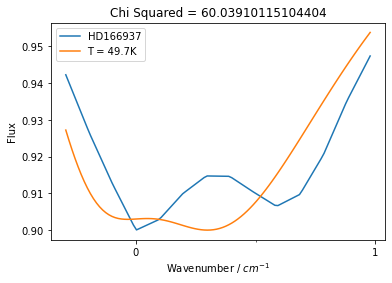 Chi Squared = 60.03910115104404
HD166937
T = 49.7K
0.95
0.94
0.93
0.92
0.91
0.90
Flux
0 1
Wavenumber / cm⁻¹